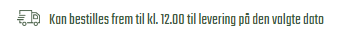 Kan bestilles frem til kl. 12.00 til levering på den valgte dato